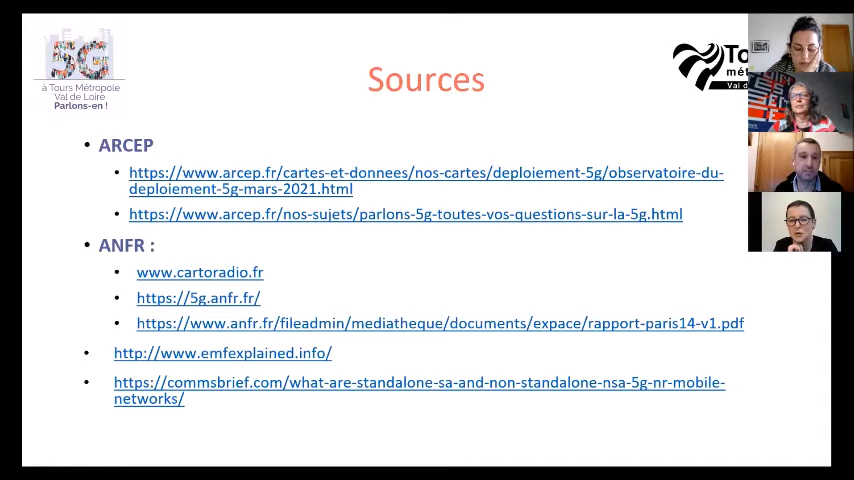 5G
à Tours Métropole
Val de Loire
Parlons-en !
Sources
• ARCEP
• https://www.arcep.fr/cartes-et-donnees/nos-cartes/deploiement-5g/observatoire-du-
deploiement-5g-mars-2021.html
• https://www.arcep.fr/nos-sujets/parlons-5g-toutes-vos-questions-sur-la-5g.html
• ANFR :
• www.cartoradio.fr
• https://5g.anfr.fr/
• https://www.anfr.fr/fileadmin/mediatheque/documents/expace/rapport-paris14-v1.pdf
• http://www.emfexplained.info/
• https://commsbrief.com/what-are-standalone-sa-and-non-standalone-nsa-5g-nr-mobile-
networks/